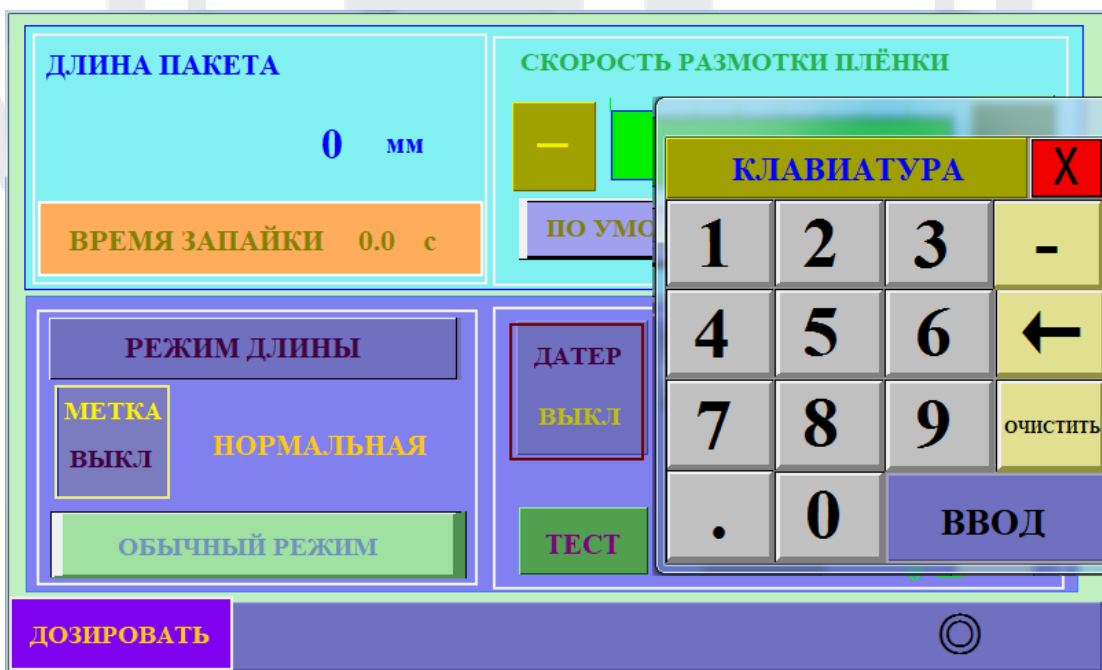 ДЛИНА ПАКЕТА
0 мм
ВРЕМЯ ЗАПАЙКИ 0.0 с
СКОРОСТЬ РАЗМОТКИ ПЛЁНКИ
—
ПО УМО
КЛАВИАТУРА X
1 2 3 -
4 5 6 ←
7 8 9 ОЧИСТИТЬ
. 0 ВВОД
РЕЖИМ ДЛИНЫ
МЕТКА
ВЫКЛ
НОРМАЛЬНАЯ
ОБЫЧНЫЙ РЕЖИМ
ДАТЕР
ВЫКЛ
ТЕСТ
ДОЗИРОВАТЬ